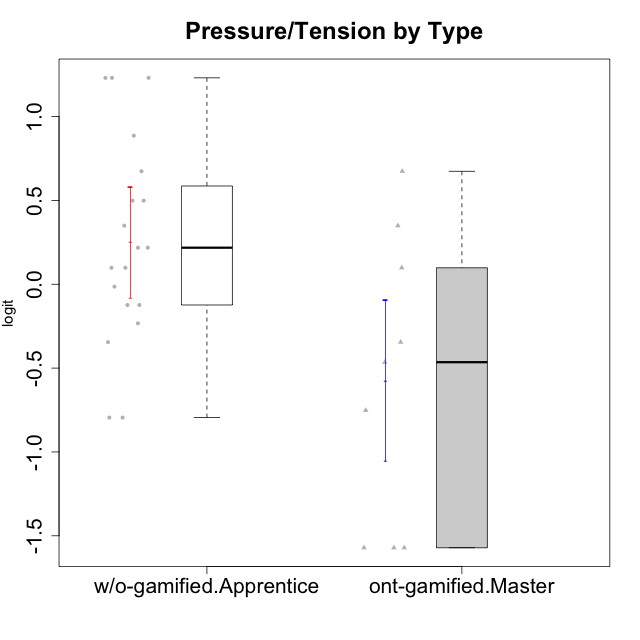 Pressure/Tension by Type
logit
1.0
0.5
0.0
-0.5
-1.0
-1.5
w/o-gamified.Apprentice
ont-gamified.Master